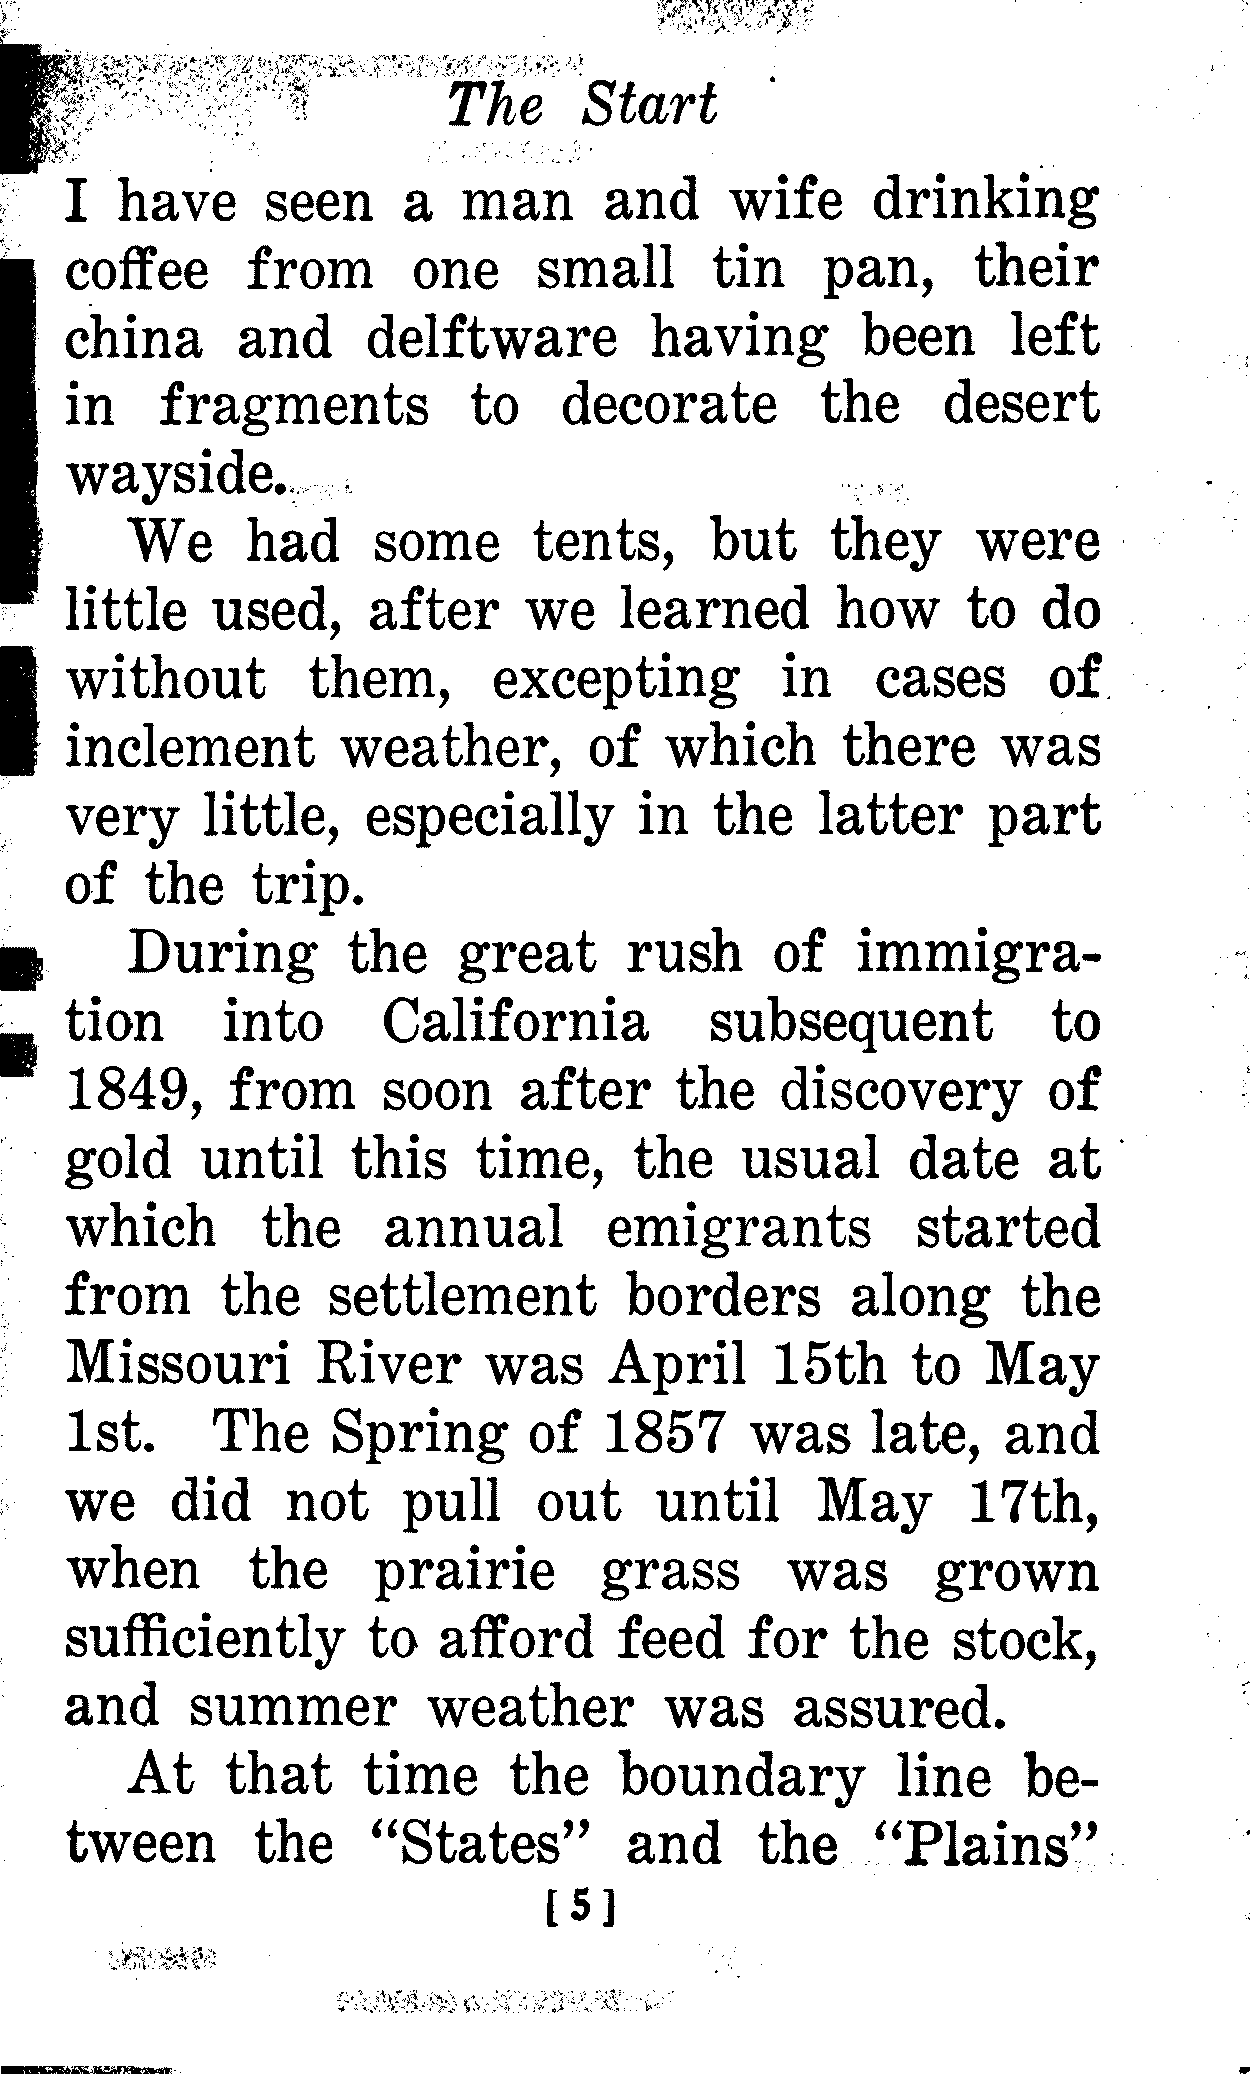 The Start
I have seen a man and wife drinking
coffee from one small tin pan, their
china and delftware having been left
in fragments to decorate the desert
wayside.
We had some tents, but they were
little used, after we learned how to do
without them, excepting in cases of
inclement weather, of which there was
very little, especially in the latter part
of the trip.
During the great rush of immigra-
tion into California subsequent to
1849, from soon after the discovery of
gold until this time, the usual date at
which the annual emigrants started
from the settlement borders along the
Missouri River was April 15th to May
1st. The Spring of 1857 was late, and
we did not pull out until May 17th,
when the prairie grass was grown
sufficiently to afford feed for the stock,
and summer weather was assured.
At that time the boundary line be-
tween the "States" and the "Plains"
[5]